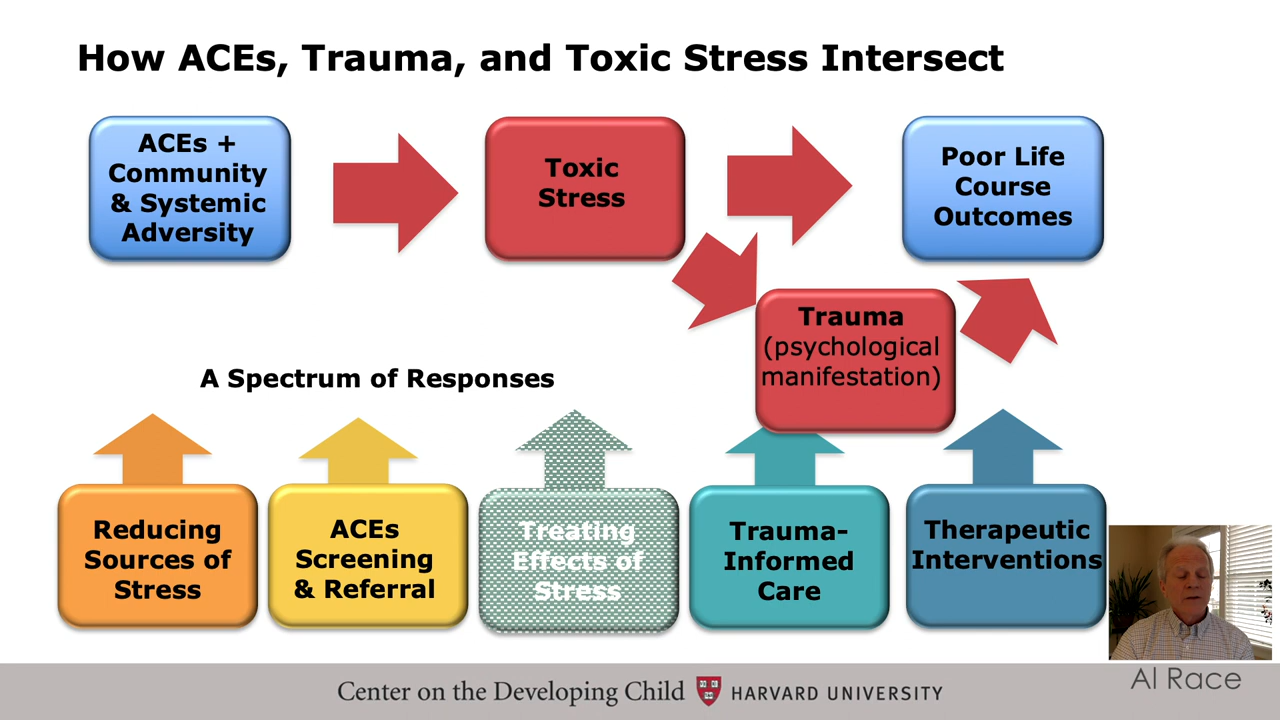 How ACEs, Trauma, and Toxic Stress Intersect
ACEs +
Community
& Systemic
Adversity
Toxic
Stress
Poor Life
Course
Outcomes
Trauma
(psychological
manifestation)
A Spectrum of Responses
Reducing
Sources of
Stress
ACEs
Screening
& Referral
Treating
Effects of
Stress
Trauma-
Informed
Care
Therapeutic
Interventions
Center on the Developing Child HARVARD UNIVERSITY
Al Race